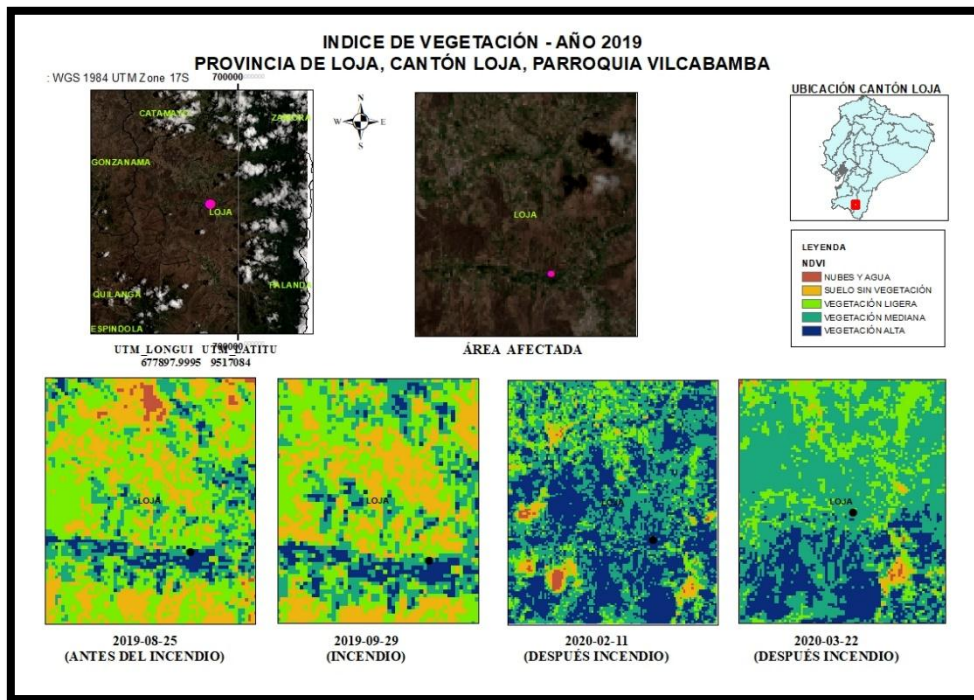 INDICE DE VEGETACIÓN - AÑO 2019
PROVINCIA DE LOJA, CANTÓN LOJA, PARROQUIA VILCABAMBA
: WGS 1984 UTM Zone 17S
700000
CATAMAYO
ZAMORA
GONZANAMA
LOJA
QUILANGA
PALANDA
ESPINDOLA
700000
UTM_LONGUI UTM_LATITU
677897.9995 9517084
N
W E
S
LOJA
ÁREA AFECTADA
UBICACIÓN CANTÓN LOJA
LEYENDA
NDVI
NUBES Y AGUA
SUELO SIN VEGETACIÓN
VEGETACIÓN LIGERA
VEGETACIÓN MEDIANA
VEGETACIÓN ALTA
LOJA
2019-08-25
(ANTES DEL INCENDIO)
LOJA
2019-09-29
(INCENDIO)
LOJA
2020-02-11
(DESPUÉS INCENDIO)
LOJA
2020-03-22
(DESPUÉS INCENDIO)